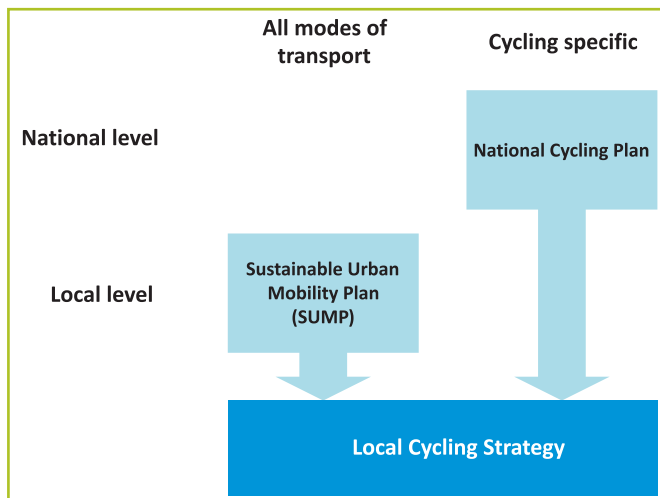 All modes of
transport
Cycling specific
National level
National Cycling Plan
Local level
Sustainable Urban
Mobility Plan
(SUMP)
Local Cycling Strategy